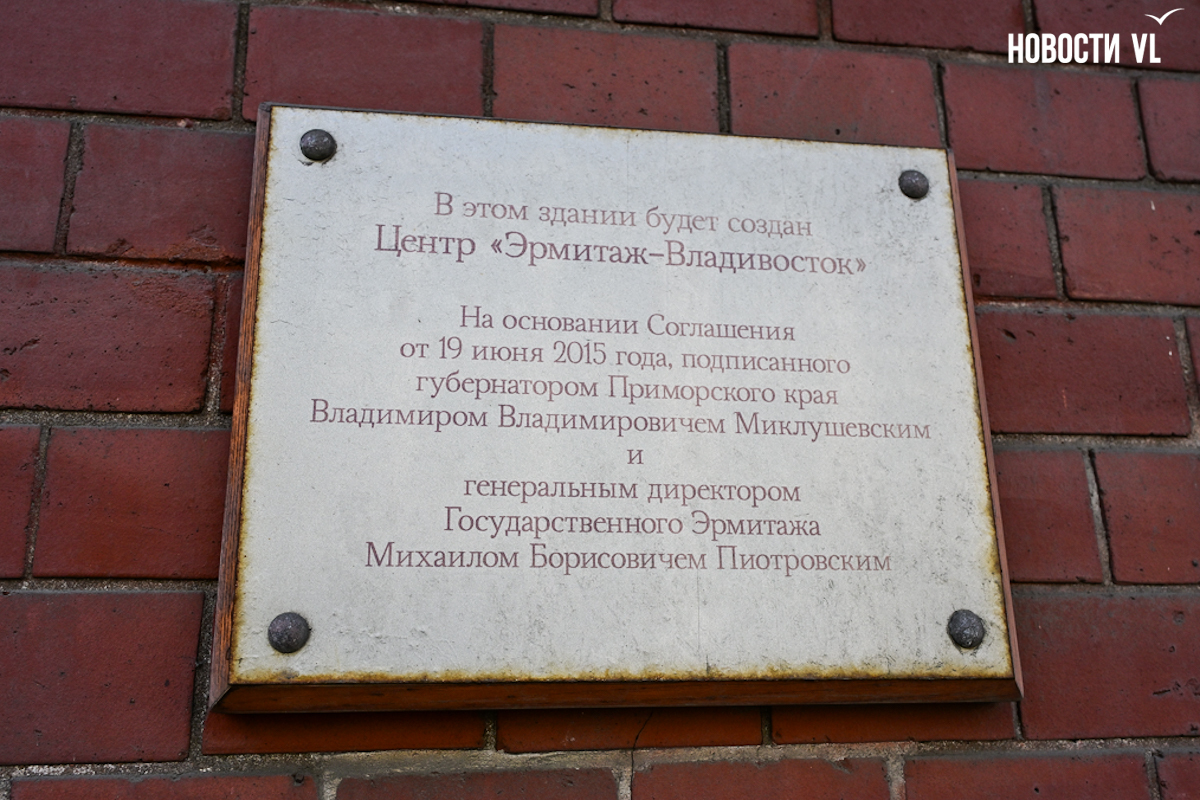 НОВОСТИ VL
В этом здании будет создан
Центр «Эрмитаж-Владивосток»
На основании Соглашения
от 19 июня 2015 года, подписанного
губернатором Приморского края
Владимиром Владимировичем Миклушевским
и
генеральным директором
Государственного Эрмитажа
Михаилом Борисовичем Пиотровским